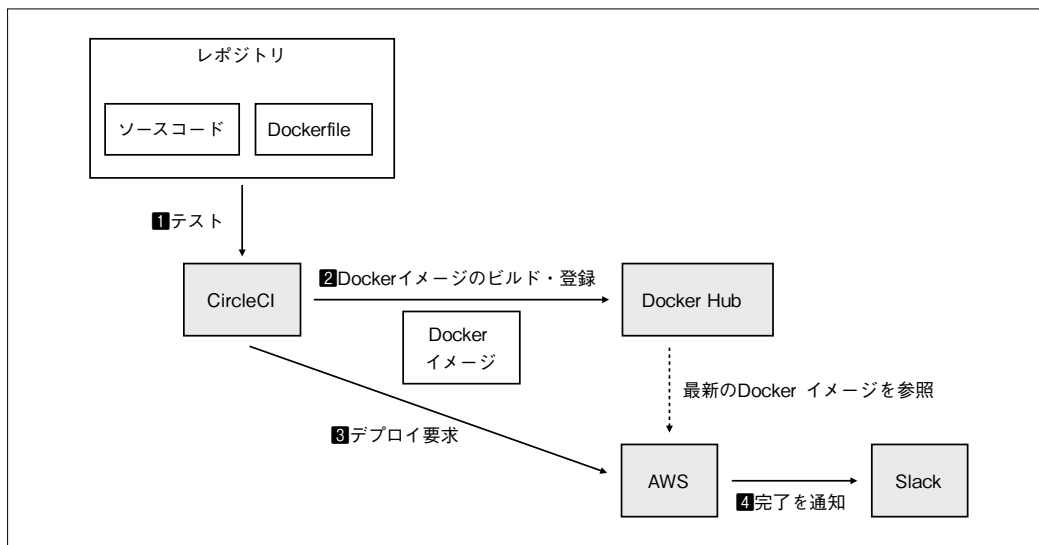 レポジトリ
ソースコード
Dockerfile
1テスト
CircleCI
2Dockerイメージのビルド・登録
Docker Hub
Docker
イメージ
最新のDocker イメージを参照
3デプロイ要求
AWS
4完了を通知
Slack